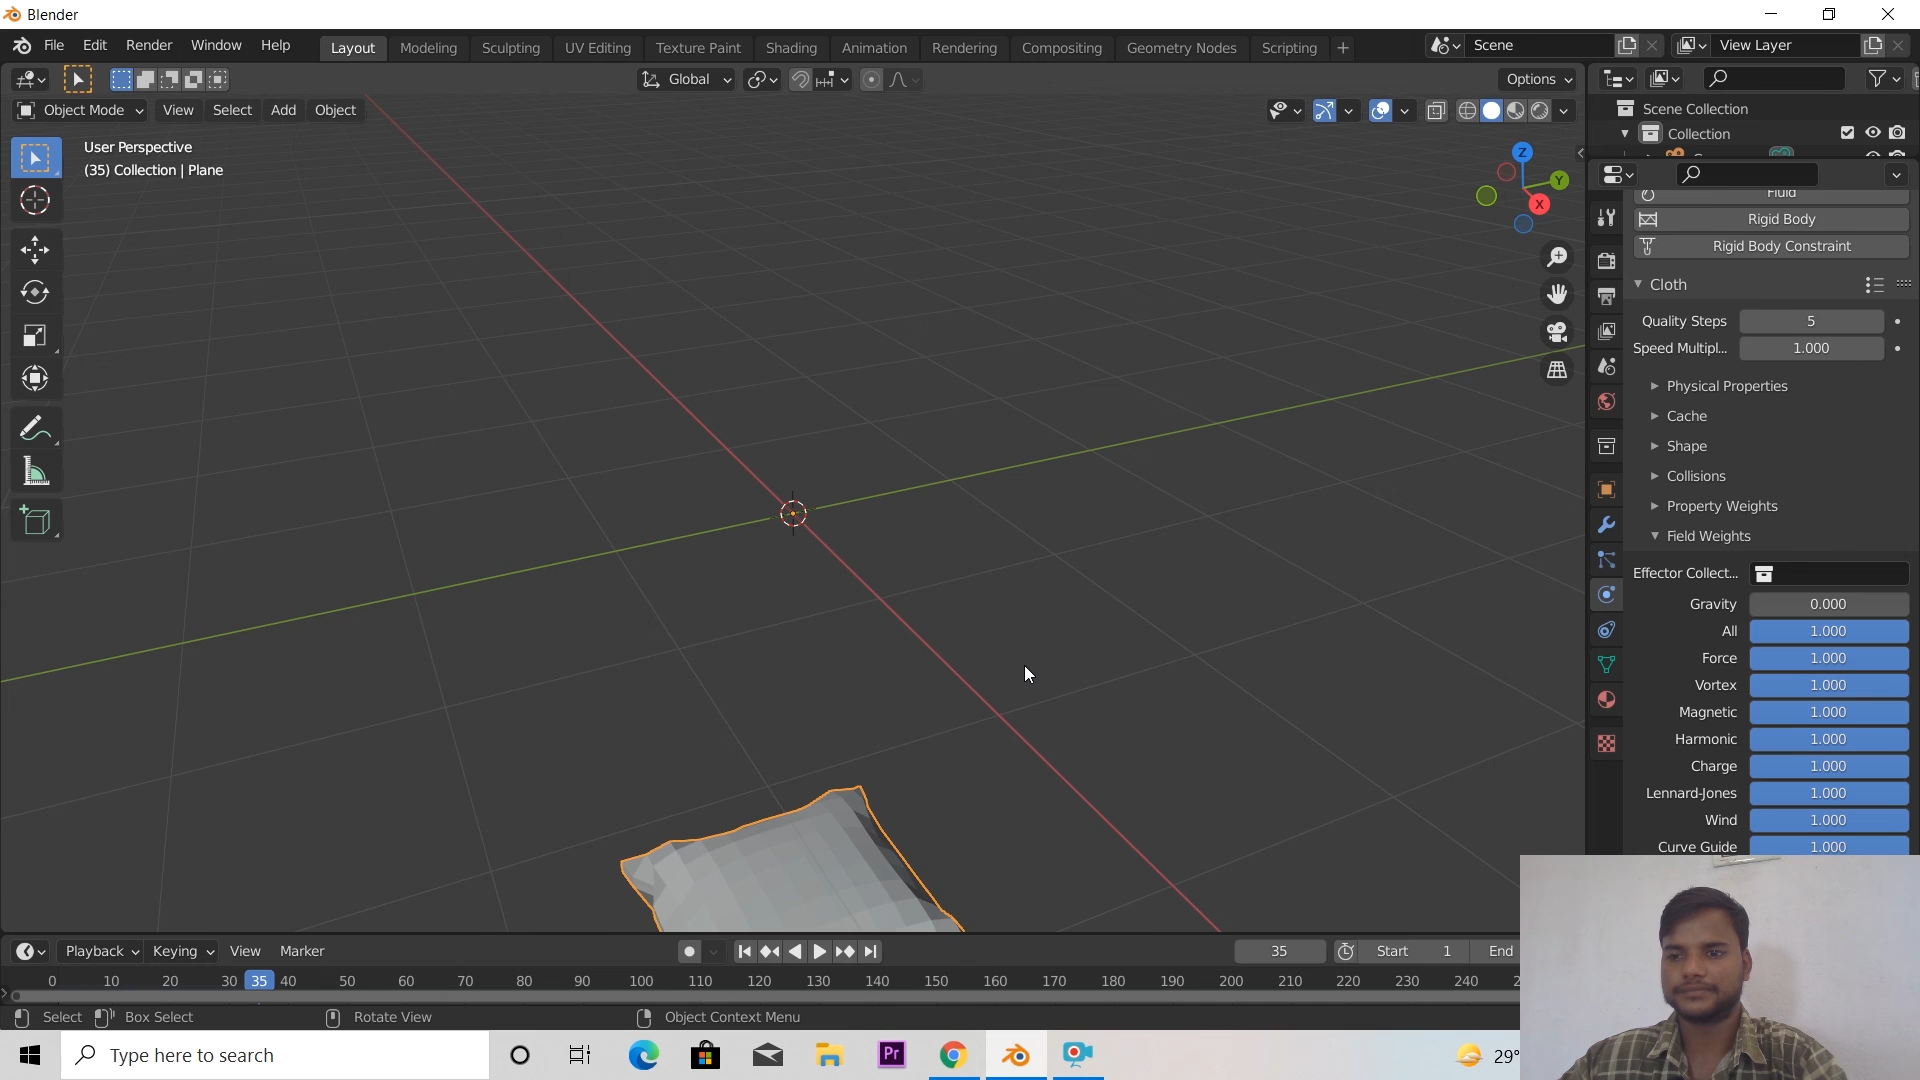 Blender
File Edit Render Window Help Layout Modeling Sculpting UV Editing Texture Paint Shading Animation Rendering Compositing Geometry Nodes Scripting + Scene View Layer
Global Options
Object Mode View Select Add Object
Scene Collection
Collection
User Perspective
(35) Collection | Plane
Z
Y
X
Fluid
Rigid Body
Rigid Body Constraint
Cloth
Quality Steps 5
Speed Multipl... 1.000
Physical Properties
Cache
Shape
Collisions
Property Weights
Field Weights
Effector Collect...
Gravity 0.000
All 1.000
Force 1.000
Vortex 1.000
Magnetic 1.000
Harmonic 1.000
Charge 1.000
Lennard-Jones 1.000
Wind 1.000
Curve Guide 1.000
Playback Keying View Marker 35 Start 1 End
0 10 20 30 35 40 50 60 70 80 90 100 110 120 130 140 150 160 170 180 190 200 210 220 230 240
Select Box Select Rotate View Object Context Menu
Type here to search Pr 29°